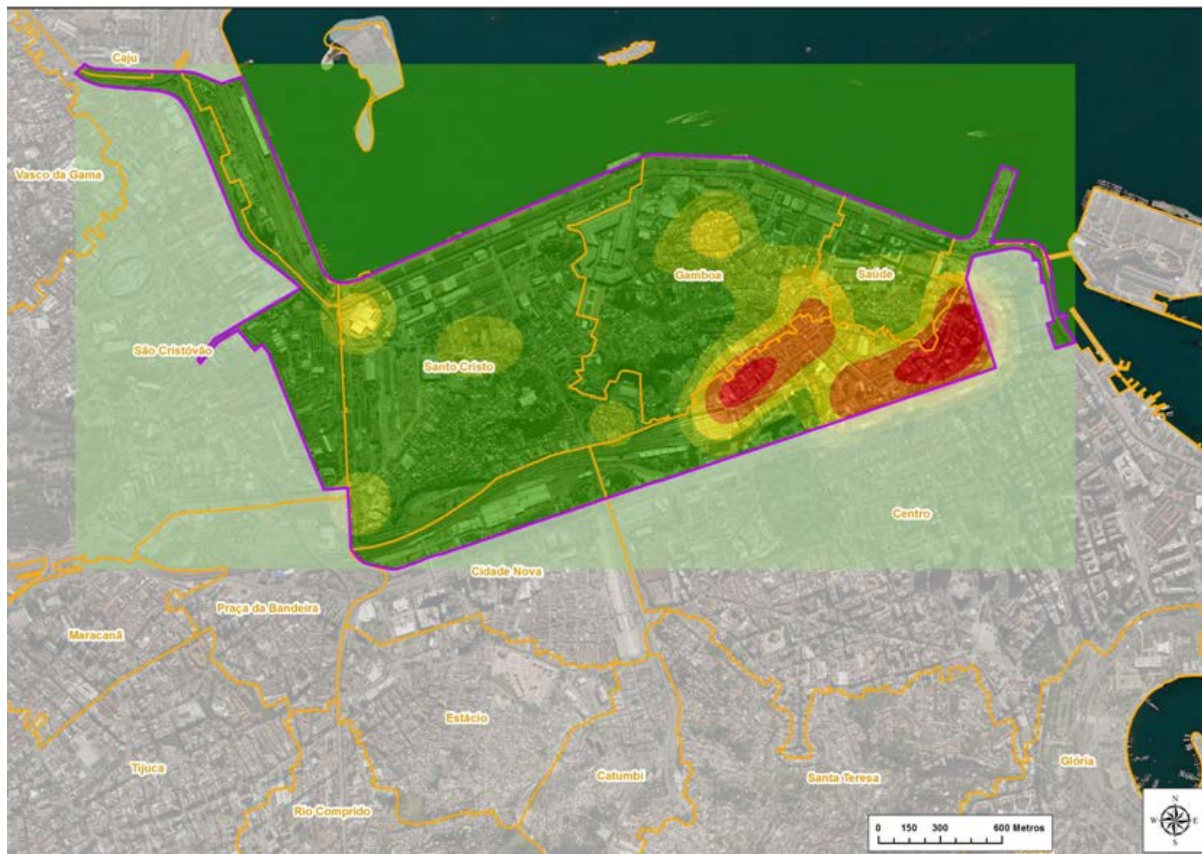 Caju
Vasco da Gama
Gamboa
Saúde
São Cristóvão
Santo Cristo
Centro
Cidade Nova
Praça da Bandeira
Maracanã
Estácio
Glória
Tijuca
Catumbi
Santa Teresa
Rio Comprido
N
W E
S
0 150 300 600 Metros